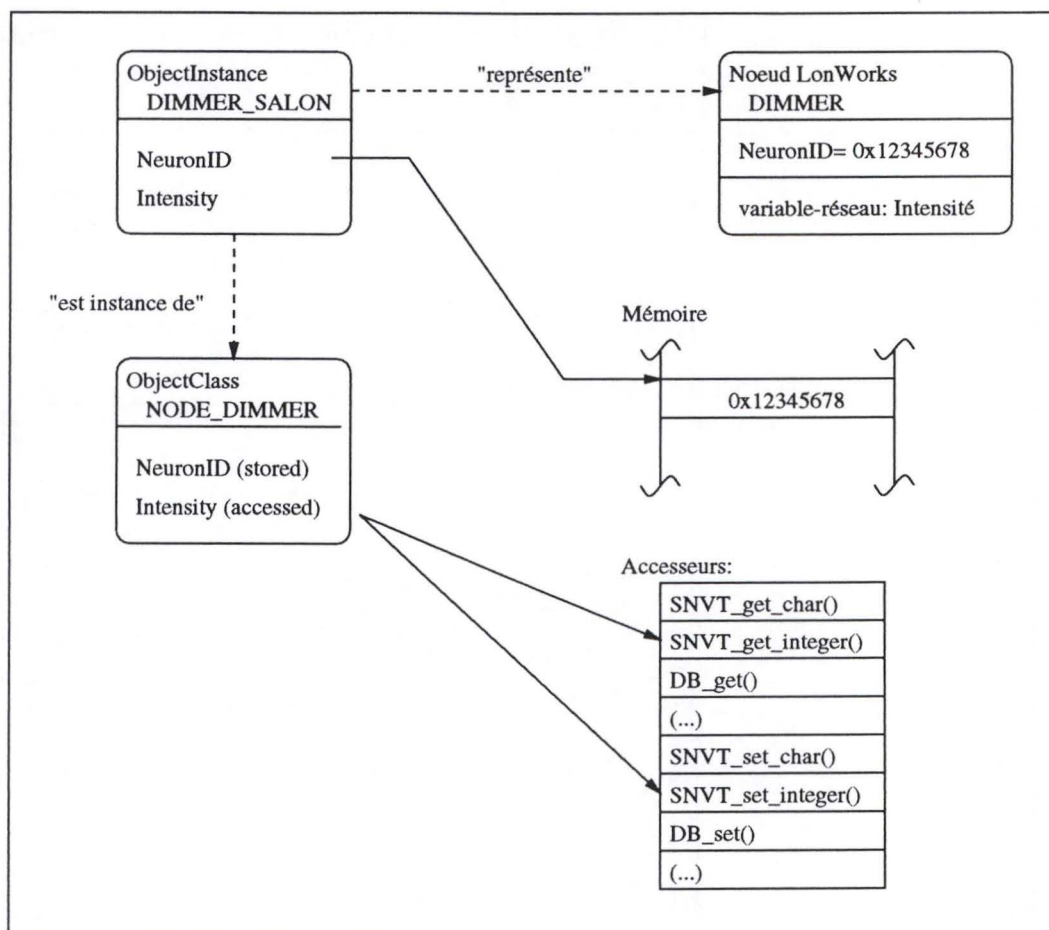 ObjectInstance
DIMMER_SALON
NeuronID
Intensity
"représente"
Noeud LonWorks
DIMMER
NeuronID= 0x12345678
variable-réseau: Intensité
"est instance de"
ObjectClass
NODE_DIMMER
NeuronID (stored)
Intensity (accessed)
Mémoire
0x12345678
Accesseurs:
SNVT_get_char()
SNVT_get_integer()
DB_get()
(...)
SNVT_set_char()
SNVT_set_integer()
DB_set()
(...)